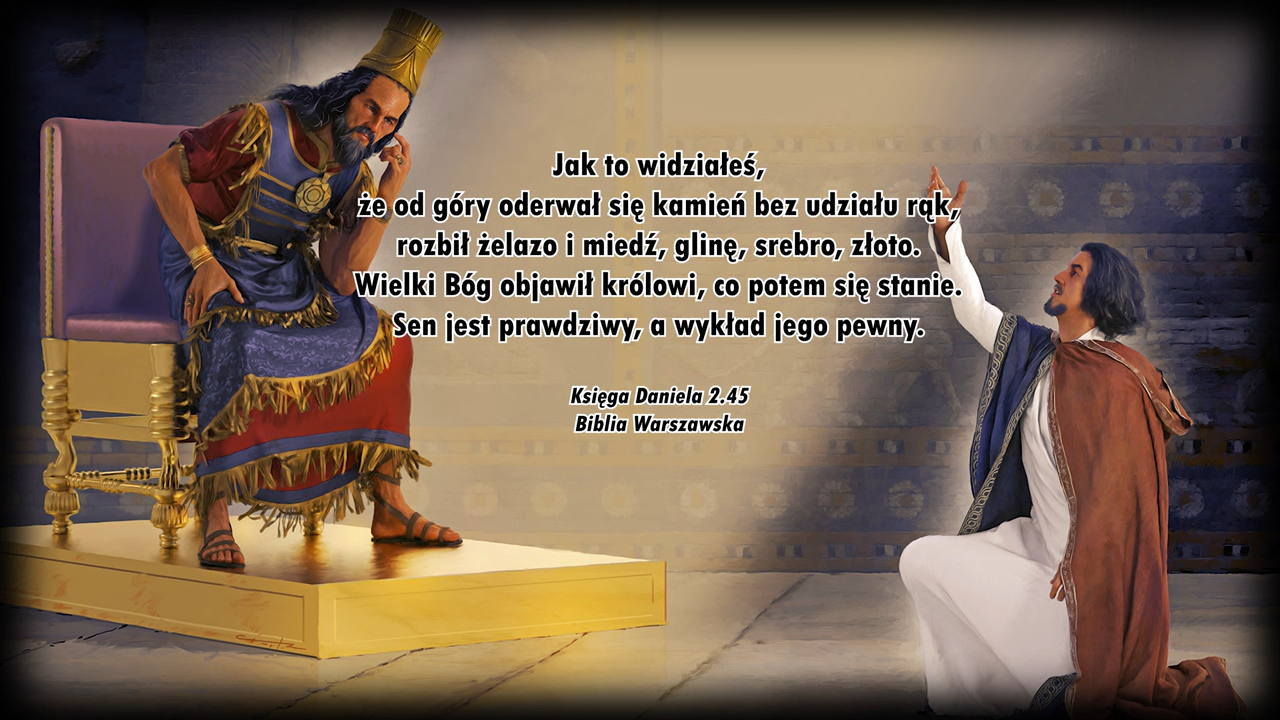 Jak to widziałeś,
że od góry oderwał się kamień bez udziału rąk,
rozbił żelazo i miedź, glinę, srebro, złoto.
Wielki Bóg objawił królowi, co potem się stanie.
Sen jest prawdziwy, a wykład jego pewny.
Księga Daniela 2.45
Biblia Warszawska